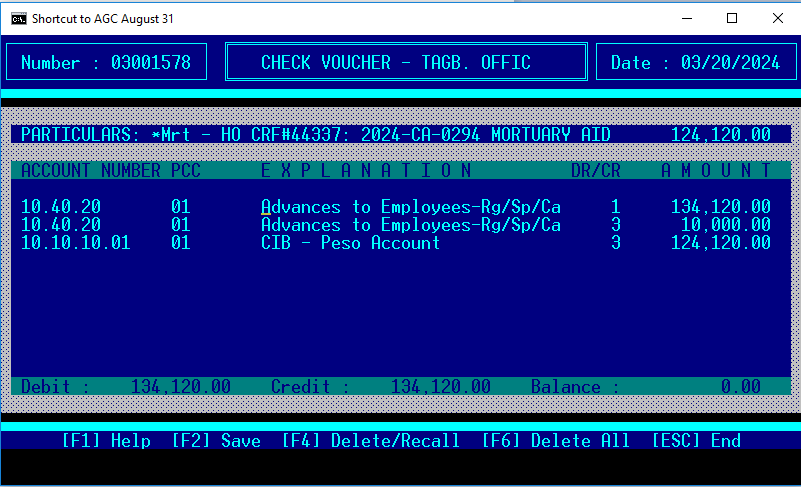 Shortcut to AGC August 31
Number : 03001578 CHECK VOUCHER - TAGB. OFFIC Date : 03/20/2024
PARTICULARS: *Mrt - HO CRF#44337: 2024-CA-0294 MORTUARY AID 124,120.00
ACCOUNT NUMBER PCC E X P L A N A T I O N DR/CR A M O U N T
10.40.20 01 Advances to Employees-Rg/Sp/Ca 1 134,120.00
10.40.20 01 Advances to Employees-Rg/Sp/Ca 3 10,000.00
10.10.10.01 01 CIB - Peso Account 3 124,120.00
Debit : 134,120.00 Credit : 134,120.00 Balance : 0.00
[F1] Help [F2] Save [F4] Delete/Recall [F6] Delete All [ESC] End